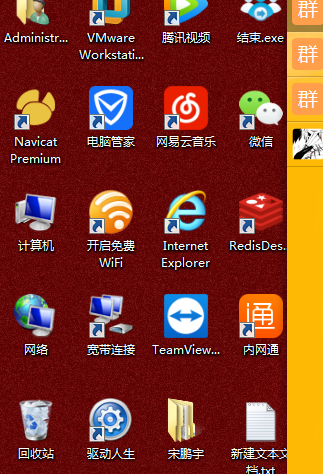 Administr...
VMware
Workstati...
腾讯视频
结束.exe
群
群
群
Navicat
Premium
电脑管家
网易云音乐
微信
计算机
开启免费
WiFi
Internet
Explorer
RedisDes...
网络
宽带连接
TeamView...
通
内网通
回收站
驱动人生
宋鹏宇
新建文本文
档.txt